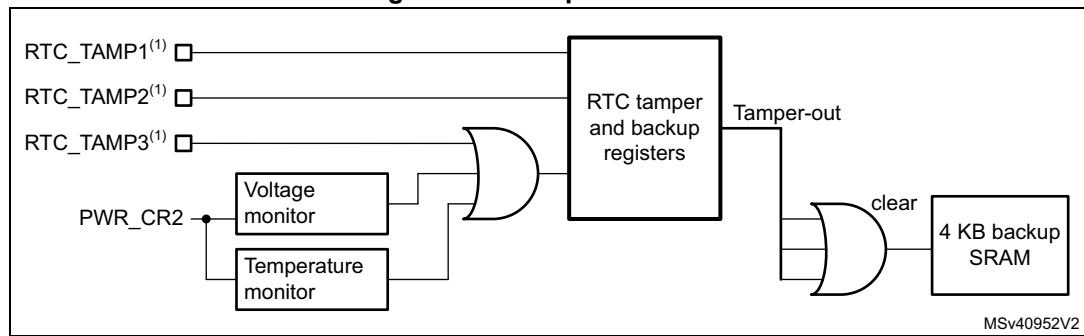 RTC_TAMP1(1)
RTC_TAMP2(1)
RTC_TAMP3(1)
PWR_CR2
Voltage
monitor
Temperature
monitor
RTC tamper
and backup
registers
Tamper-out
clear
4 KB backup
SRAM
MSv40952V2